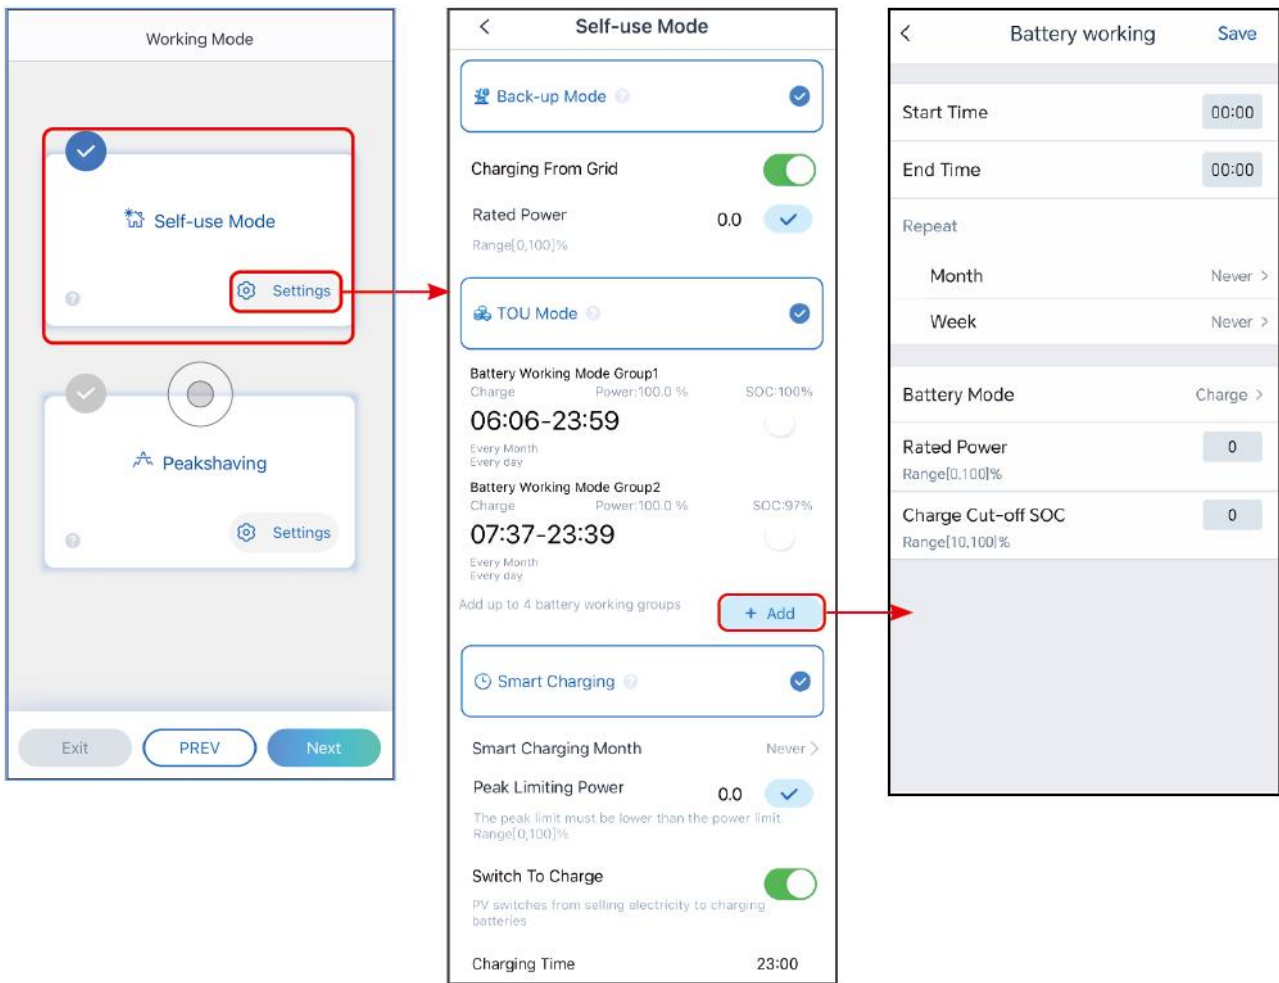 Working Mode
Self-use Mode
Settings
Peakshaving
Settings
Exit
PREV
Next
Self-use Mode
Back-up Mode
Charging From Grid
Rated Power
0.0
Range[0,100]%
TOU Mode
Battery Working Mode Group1
Charge Power:100.0 % SOC:100%
06:06-23:59
Every Month
Every day
Battery Working Mode Group2
Charge Power:100.0 % SOC:97%
07:37-23:39
Every Month
Every day
Add up to 4 battery working groups
+ Add
Smart Charging
Smart Charging Month Never >
Peak Limiting Power
0.0
The peak limit must be lower than the power limit.
Range[0,100]%
Switch To Charge
PV switches from selling electricity to charging
batteries
Charging Time 23:00
< Battery working Save
Start Time 00:00
End Time 00:00
Repeat
Month Never >
Week Never >
Battery Mode Charge >
Rated Power 0
Range[0,100]%
Charge Cut-off SOC 0
Range[10,100]%